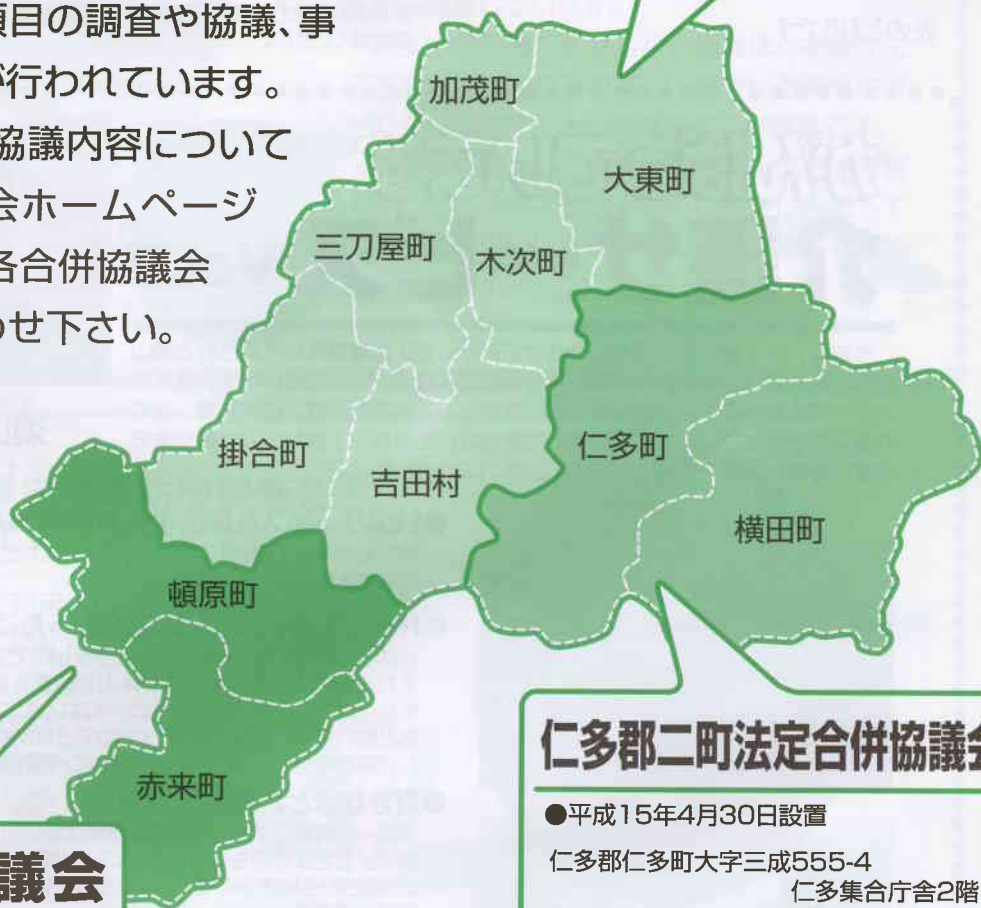 項目の調査や協議、事
が行われています。
協議内容について
会ホームページ
各合併協議会
わせ下さい。
加茂町
大東町
三刀屋町
木次町
掛合町
吉田村
仁多町
横田町
頓原町
赤来町
議会
仁多郡二町法定合併協議会
●平成15年4月30日設置
仁多郡仁多町大字三成555-4
仁多集合庁舎2階